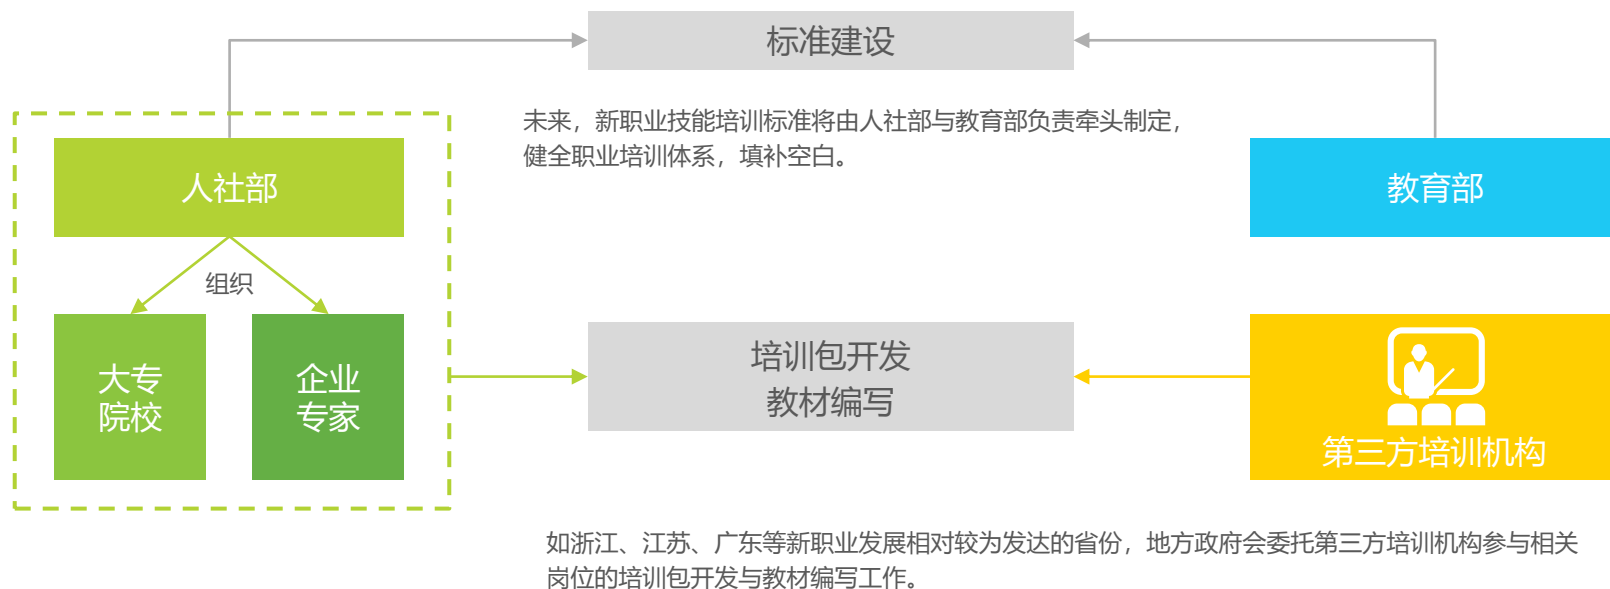 标准建设
未来，新职业技能培训标准将由人社部与教育部负责牵头制定，
健全职业培训体系，填补空白。
人社部
教育部
组织
大专
院校
企业
专家
培训包开发
教材编写
第三方培训机构
如浙江、江苏、广东等新职业发展相对较为发达的省份，地方政府会委托第三方培训机构参与相关
岗位的培训包开发与教材编写工作。